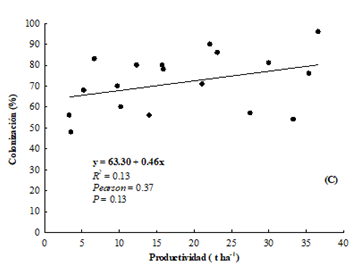 100
90
80
70
60
50
40
30
20
10
0
Colonización (%)
y = 63.30 + 0.46x
R² = 0.13
Pearson = 0.37
P = 0.13
(C)
0 5 10 15 20 25 30 35 40
Productividad ( t ha⁻¹)